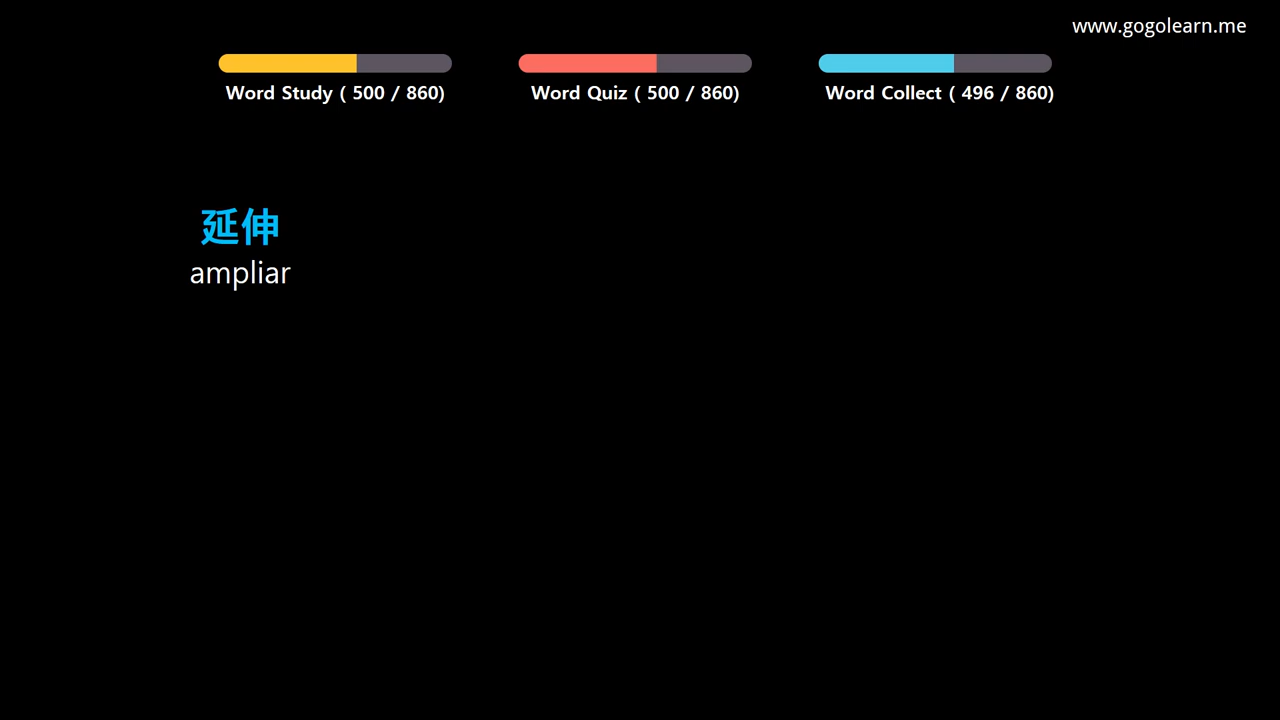 www.gogolearn.me
Word Study ( 500 / 860)
Word Quiz ( 500 / 860)
Word Collect ( 496 / 860)
延伸
ampliar